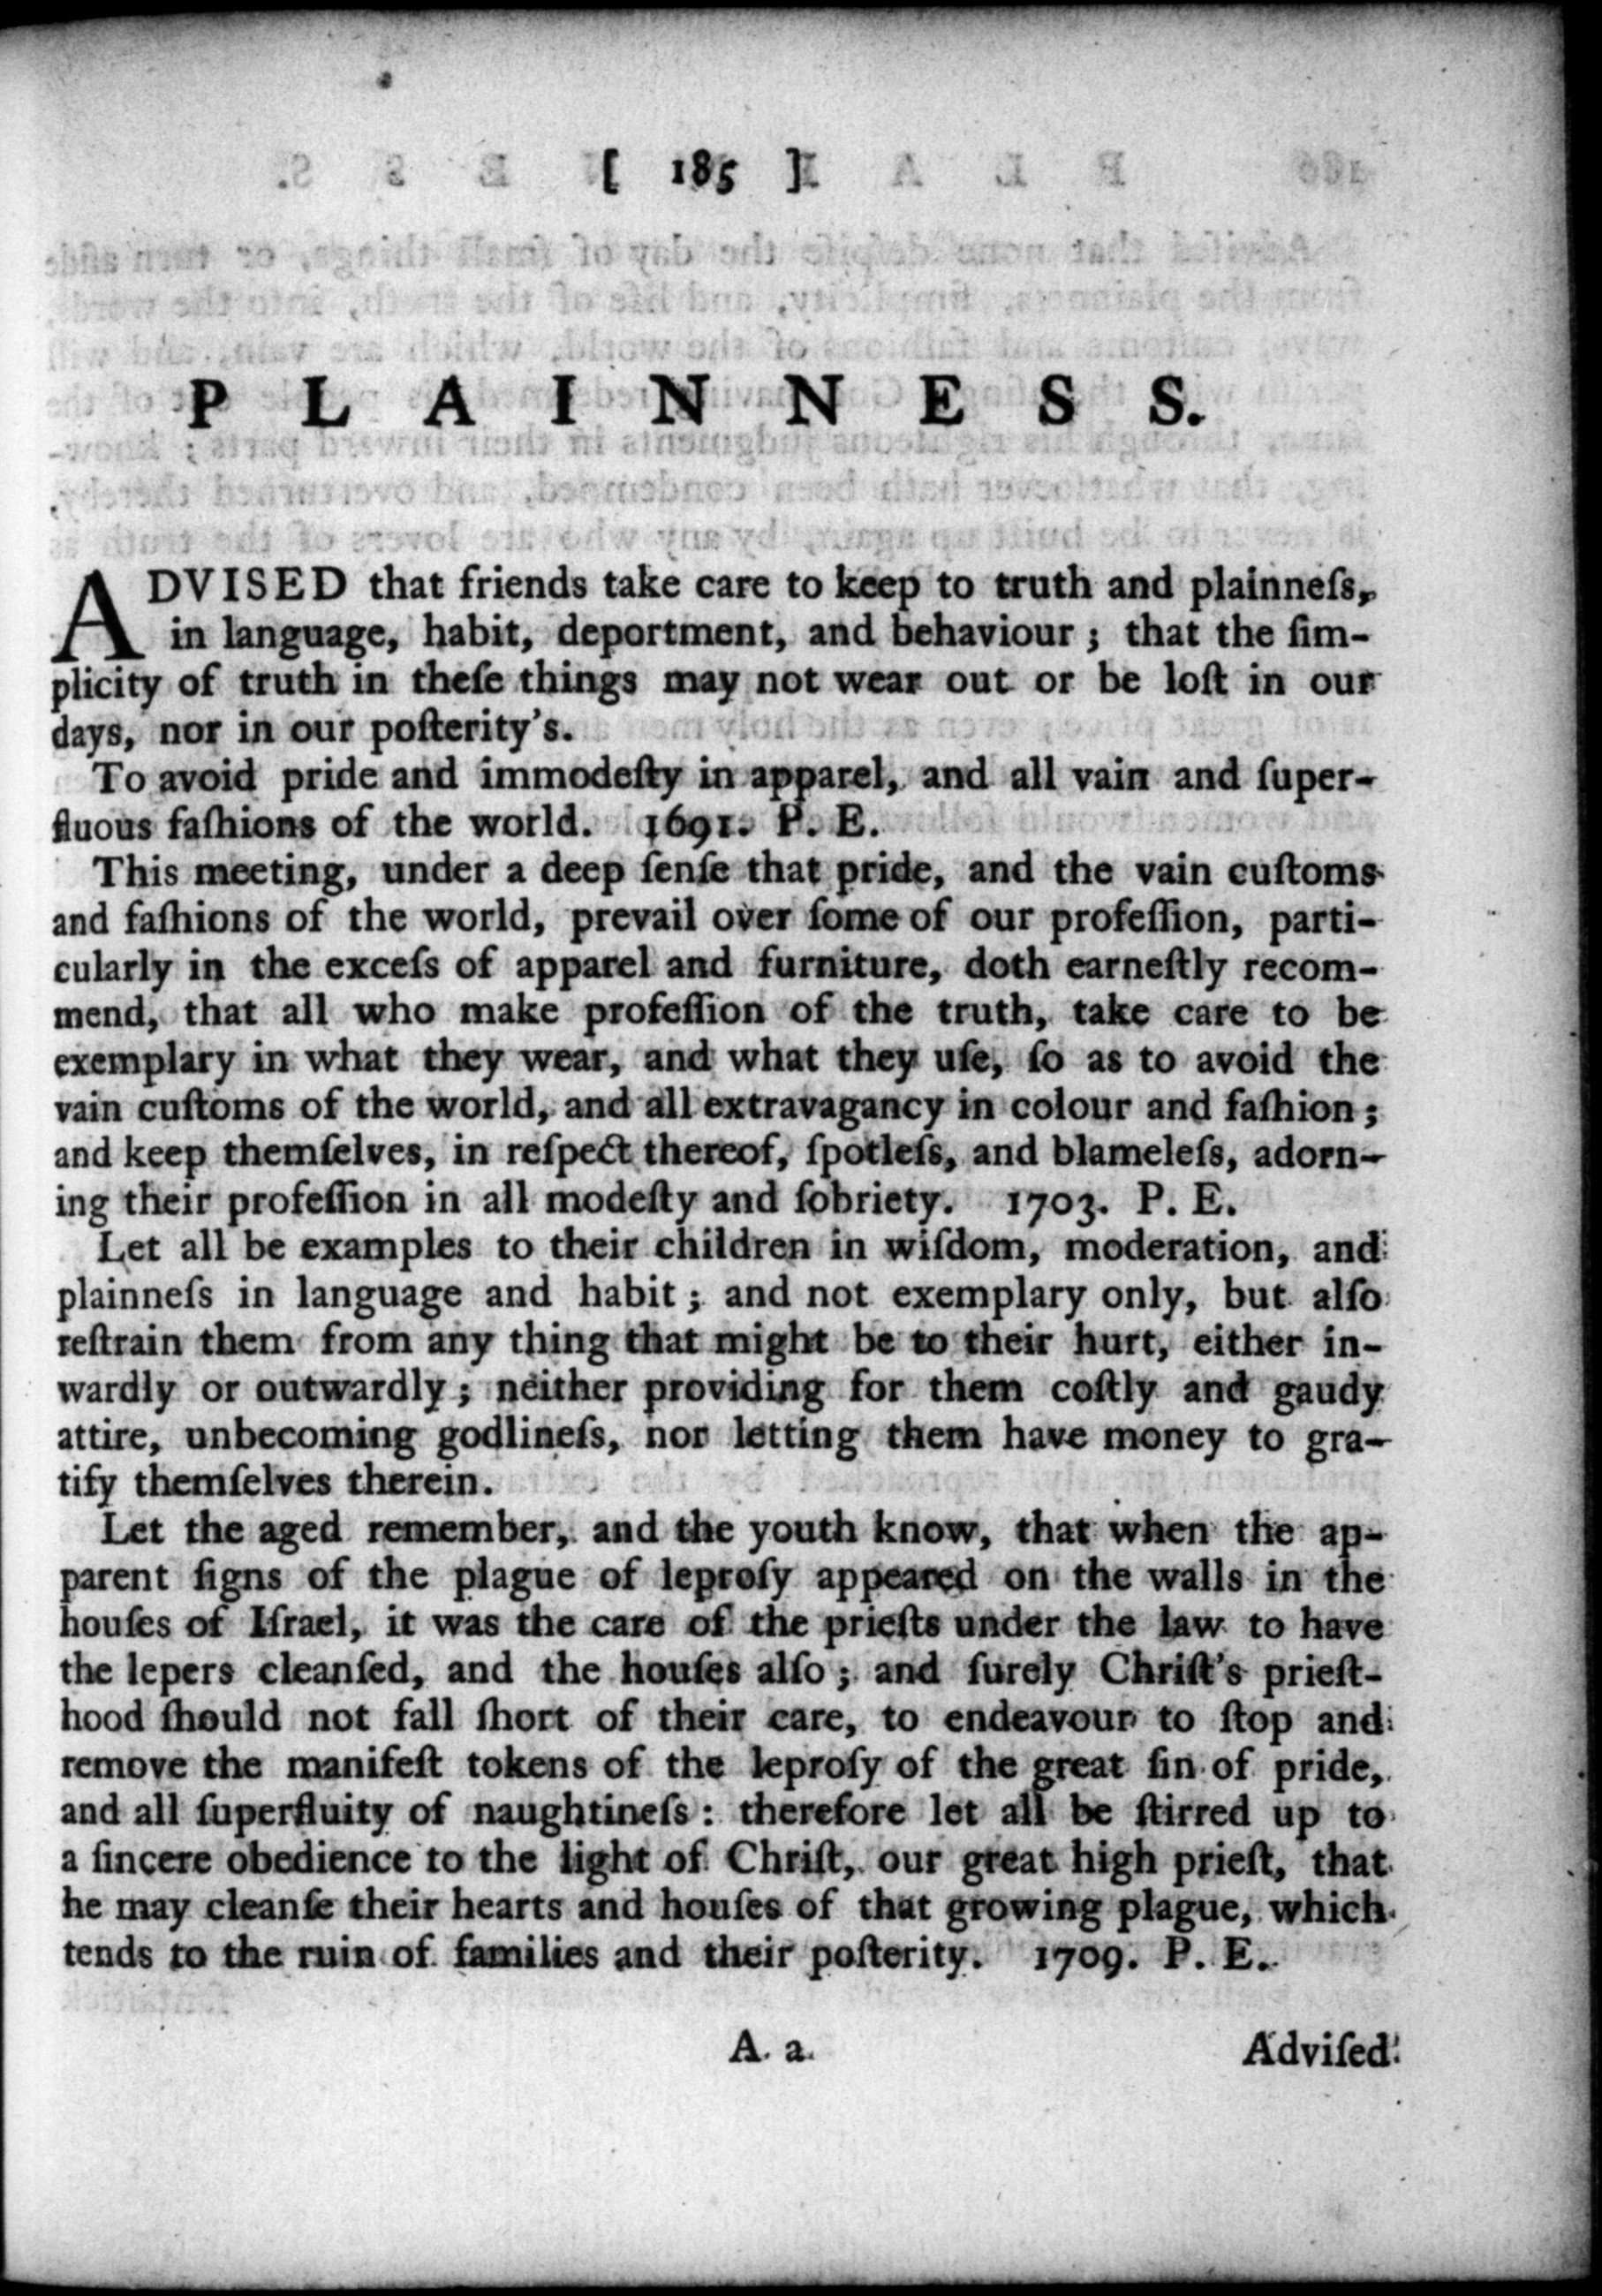 [ 185 ]
PLAINNESS.
ADVISED that friends take care to keep to truth and plainneſs,
in language, habit, deportment, and behaviour ; that the ſim-
plicity of truth in theſe things may not wear out or be loſt in our
days, nor in our poſterity's.
To avoid pride and immodeſty in apparel, and all vain and ſuper-
fluous faſhions of the world. 1691. P. E.
This meeting, under a deep ſenſe that pride, and the vain cuſtoms
and faſhions of the world, prevail over ſome of our profeſſion, parti-
cularly in the exceſs of apparel and furniture, doth earneſtly recom-
mend, that all who make profeſſion of the truth, take care to be
exemplary in what they wear, and what they uſe, ſo as to avoid the
vain cuſtoms of the world, and all extravagancy in colour and faſhion ;
and keep themſelves, in reſpect thereof, ſpotleſs, and blameleſs, adorn-
ing their profeſſion in all modeſty and ſobriety. 1703. P. E.
Let all be examples to their children in wiſdom, moderation, and
plainneſs in language and habit ; and not exemplary only, but alſo
reſtrain them from any thing that might be to their hurt, either in-
wardly or outwardly ; neither providing for them coſtly and gaudy
attire, unbecoming godlineſs, nor letting them have money to gra-
tify themſelves therein.
Let the aged remember, and the youth know, that when the ap-
parent ſigns of the plague of leproſy appeared on the walls in the
houſes of Iſrael, it was the care of the prieſts under the law to have
the lepers cleanſed, and the houſes alſo ; and ſurely Chriſt's prieſt-
hood ſhould not fall ſhort of their care, to endeavour to ſtop and
remove the manifeſt tokens of the leproſy of the great ſin of pride,
and all ſuperfluity of naughtineſs : therefore let all be ſtirred up to
a ſincere obedience to the light of Chriſt, our great high prieſt, that
he may cleanſe their hearts and houſes of that growing plague, which
tends to the ruin of families and their poſterity. 1709. P. E.
A a
Adviſed